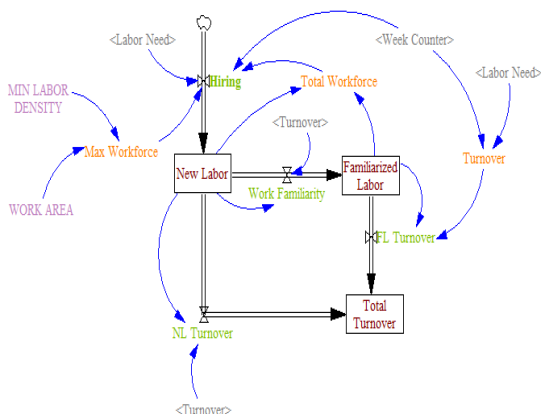 <Labor Need>
<Week Counter>
<Labor Need>
Hiring
Total Workforce
MIN LABOR
DENSITY
<Turnover>
Max Workforce
Turnover
New Labor
Familiarized
Labor
Work Familiarity
WORK AREA
FL Turnover
Total
Turnover
NL Turnover
<Turnover>